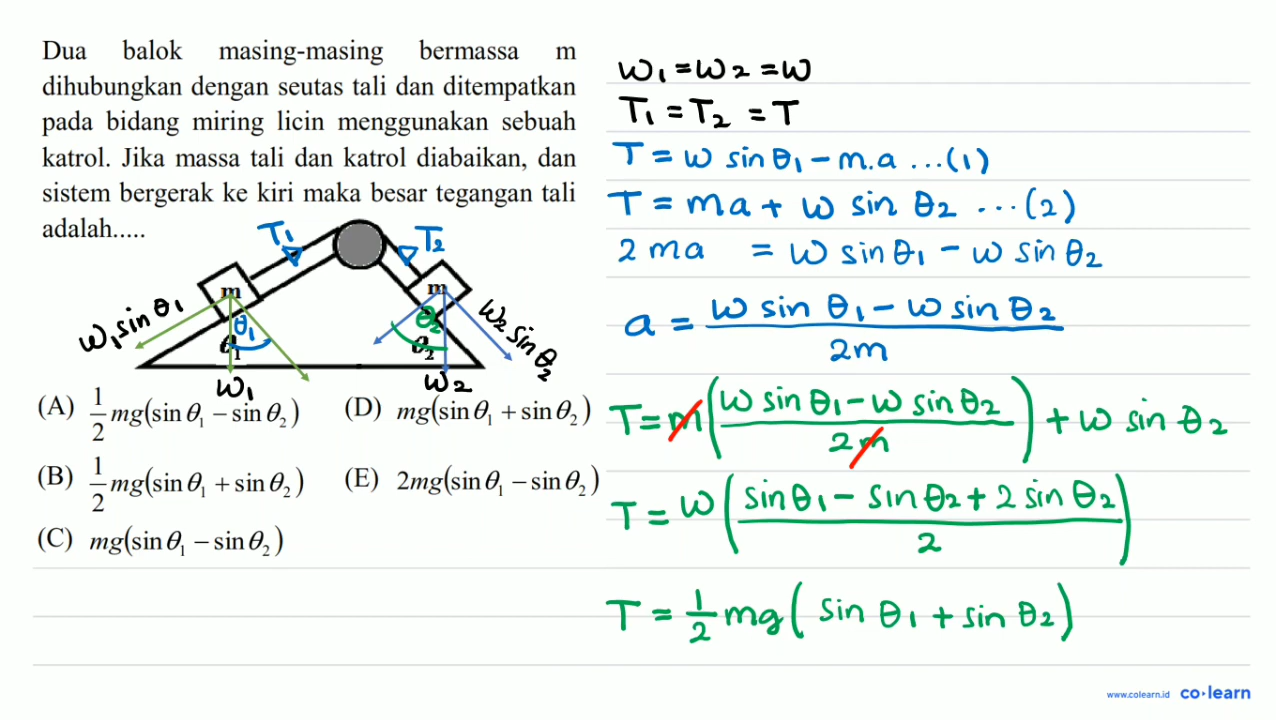 Dua balok masing-masing bermassa m
dihubungkan dengan seutas tali dan ditempatkan
pada bidang miring licin menggunakan sebuah
katrol. Jika massa tali dan katrol diabaikan, dan
sistem bergerak ke kiri maka besar tegangan tali
adalah.....
T₁ T₂
m m
W₁ sin θ₁ θ₁ θ₂ W₂ sin θ₂
θ₁ θ₂
W₁ W₂
(A) 1/2 mg(sin θ₁ − sin θ₂) (D) mg(sin θ₁ + sin θ₂)
(B) 1/2 mg(sin θ₁ + sin θ₂) (E) 2mg(sin θ₁ − sin θ₂)
(C) mg(sin θ₁ − sin θ₂)
W₁ = W₂ = W
T₁ = T₂ = T
T = W sin θ₁ − m.a ...(1)
T = ma + W sin θ₂ ...(2)
2 ma = W sin θ₁ − W sin θ₂
a = (W sin θ₁ − W sin θ₂)/2m
T = m((W sin θ₁ − W sin θ₂)/2m) + W sin θ₂
T = W((sin θ₁ − sin θ₂ + 2 sin θ₂)/2)
T = 1/2 mg(sin θ₁ + sin θ₂)
www.colearn.id co·learn